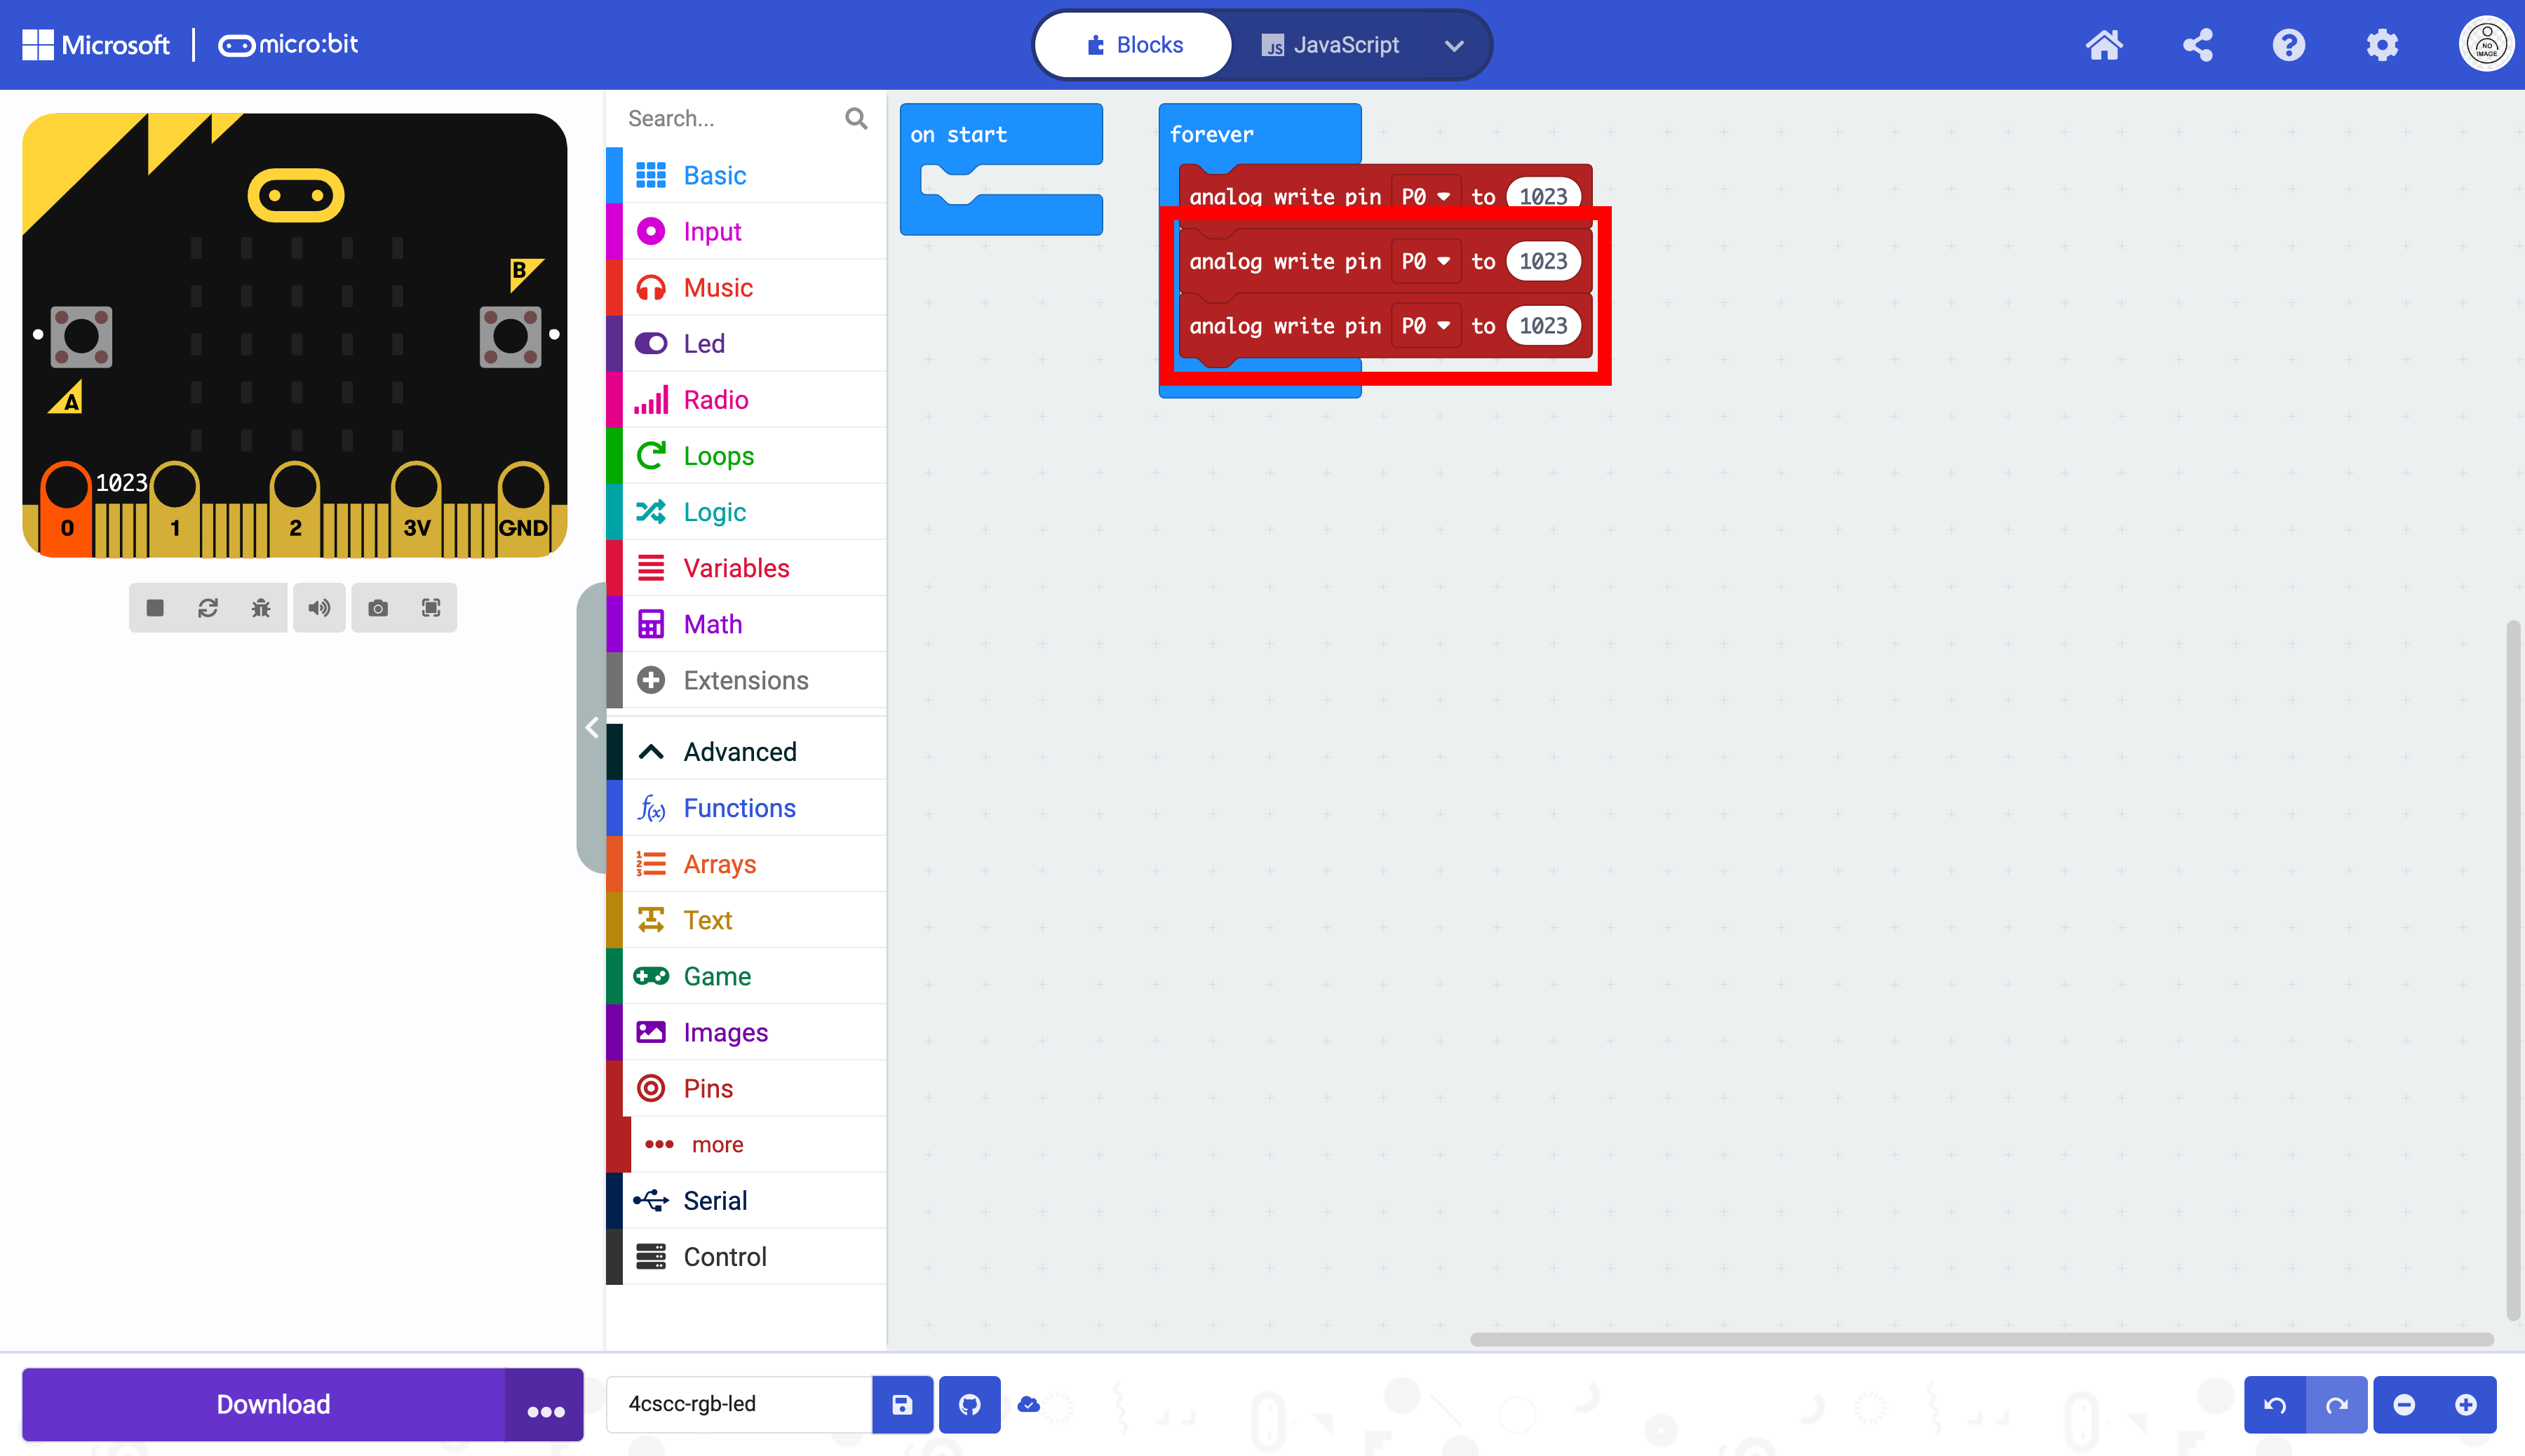 Microsoft | micro:bit
Blocks
JavaScript
NO
IMAGE
Search...
Basic
Input
Music
Led
Radio
Loops
Logic
Variables
Math
Extensions
Advanced
Functions
Arrays
Text
Game
Images
Pins
more
Serial
Control
on start
forever
analog write pin P0 to 1023
analog write pin P0 to 1023
analog write pin P0 to 1023
B
A
1023
0 1 2 3V GND
Download
4cscc-rgb-led